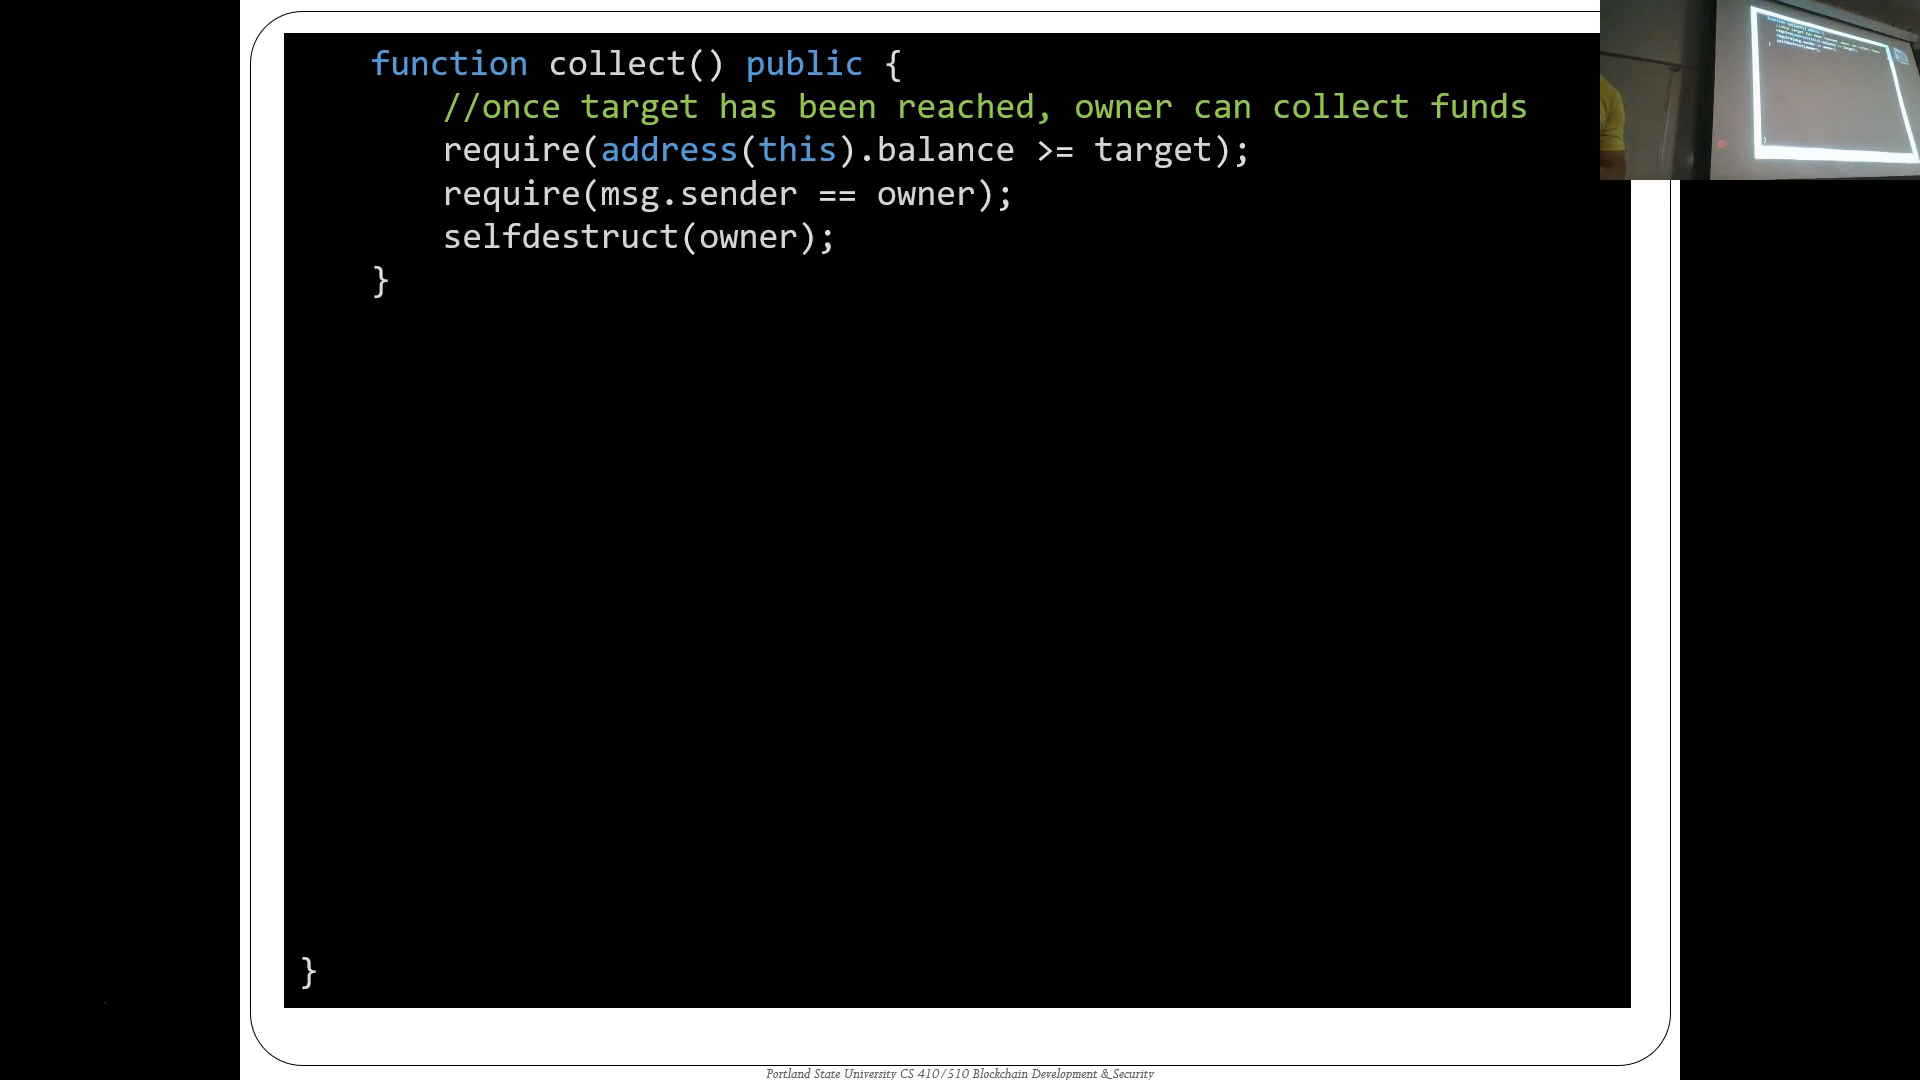 function collect() public {
//once target has been reached, owner can collect funds
require(address(this).balance >= target);
require(msg.sender == owner);
selfdestruct(owner);
}
}
Portland State University CS 410/510 Blockchain Development & Security